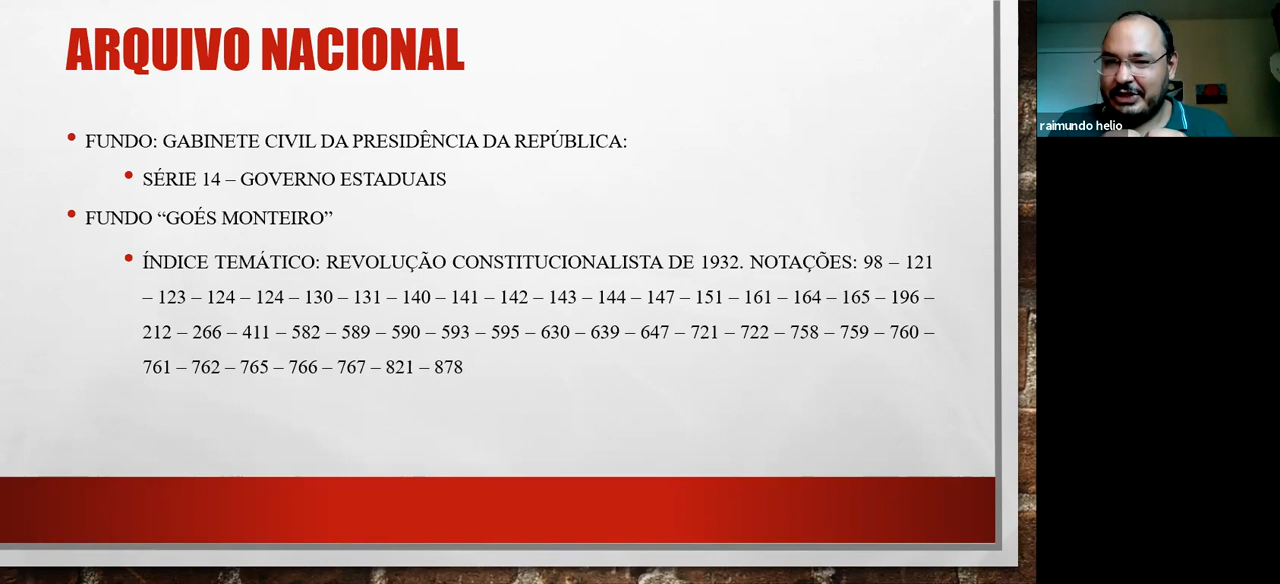 ARQUIVO NACIONAL
• FUNDO: GABINETE CIVIL DA PRESIDÊNCIA DA REPÚBLICA:
• SÉRIE 14 – GOVERNO ESTADUAIS
• FUNDO “GOÉS MONTEIRO”
• ÍNDICE TEMÁTICO: REVOLUÇÃO CONSTITUCIONALISTA DE 1932. NOTAÇÕES: 98 – 121
– 123 – 124 – 124 – 130 – 131 – 140 – 141 – 142 – 143 – 144 – 147 – 151 – 161 – 164 – 165 – 196 –
212 – 266 – 411 – 582 – 589 – 590 – 593 – 595 – 630 – 639 – 647 – 721 – 722 – 758 – 759 – 760 –
761 – 762 – 765 – 766 – 767 – 821 – 878
raimundo helio